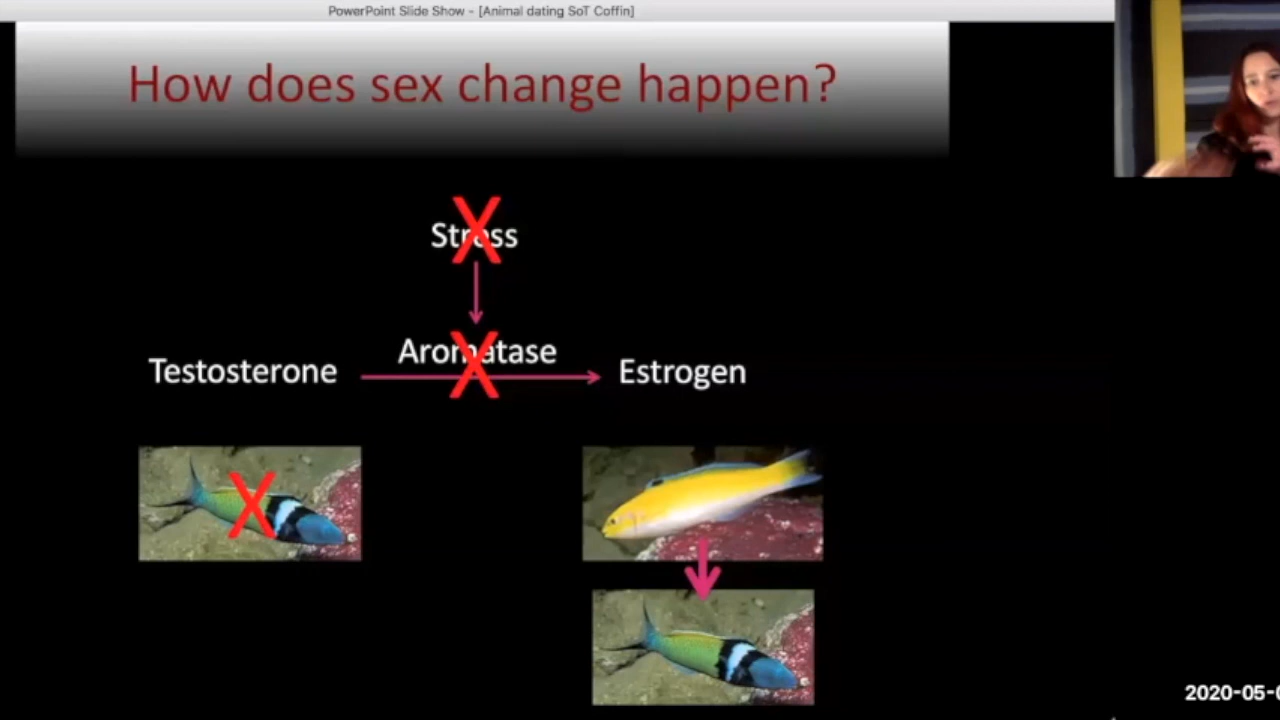 PowerPoint Slide Show - [Animal dating SoT Coffin]
How does sex change happen?
Stress
Aromatase
Testosterone
Estrogen
X
X
X
2020-05-0